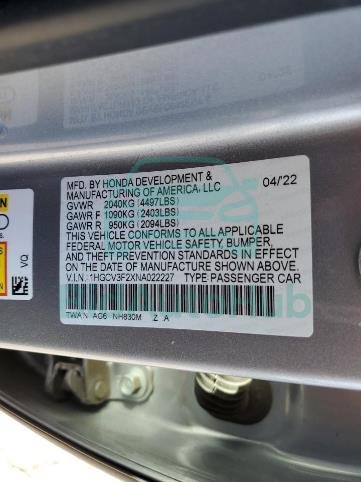 MFD. BY HONDA DEVELOPMENT & 04/'22
MANUFACTURING OF AMERICA, LLC
GVWR 2040KG (4497LBS)
GAWR F 1090KG (2403LBS)
GAWR R 950KG (2094LBS)
THIS VEHICLE CONFORMS TO ALL APPLICABLE
FEDERAL MOTOR VEHICLE SAFETY, BUMPER,
AND THEFT PREVENTION STANDARDS IN EFFECT
ON THE DATE OF MANUFACTURE SHOWN ABOVE.
V.I.N. 1HGCV3F2XNA022227 TYPE PASSENGER CAR
TWA N AG6 NH830M Z A
VQ